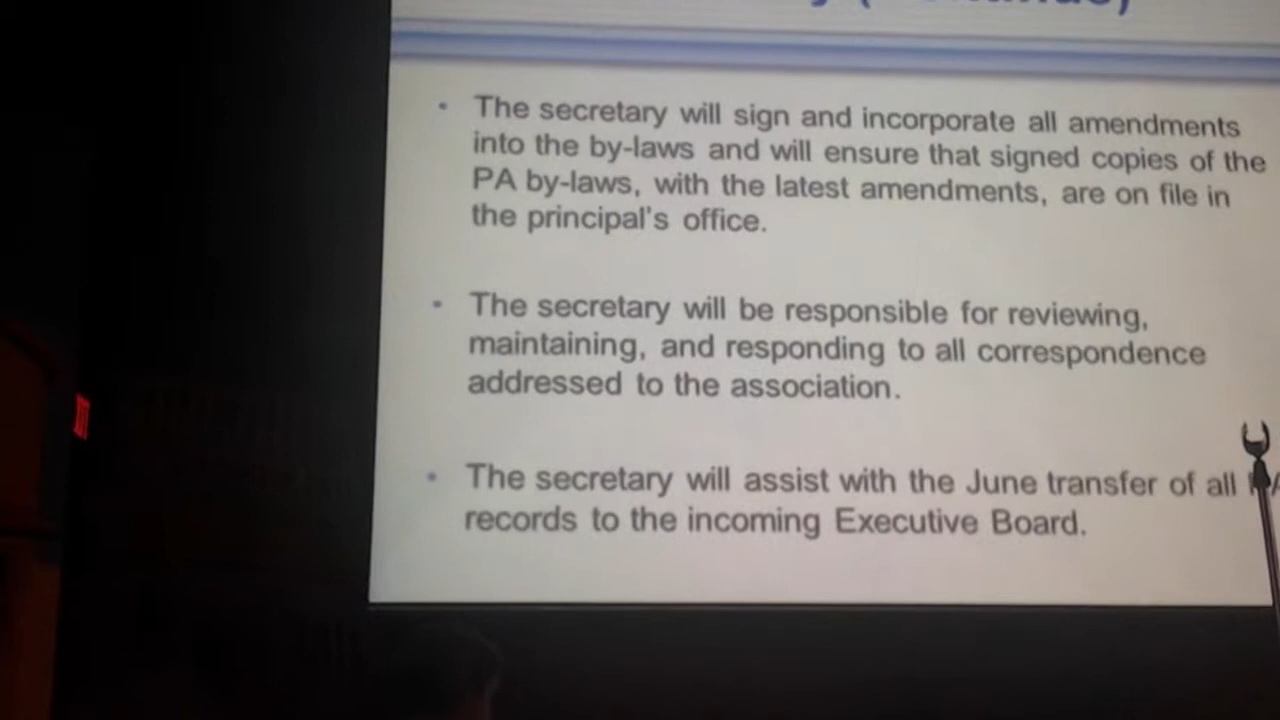 The secretary will sign and incorporate all amendments
into the by-laws and will ensure that signed copies of the
PA by-laws, with the latest amendments, are on file in
the principal's office.
The secretary will be responsible for reviewing,
maintaining, and responding to all correspondence
addressed to the association.
The secretary will assist with the June transfer of all
records to the incoming Executive Board.